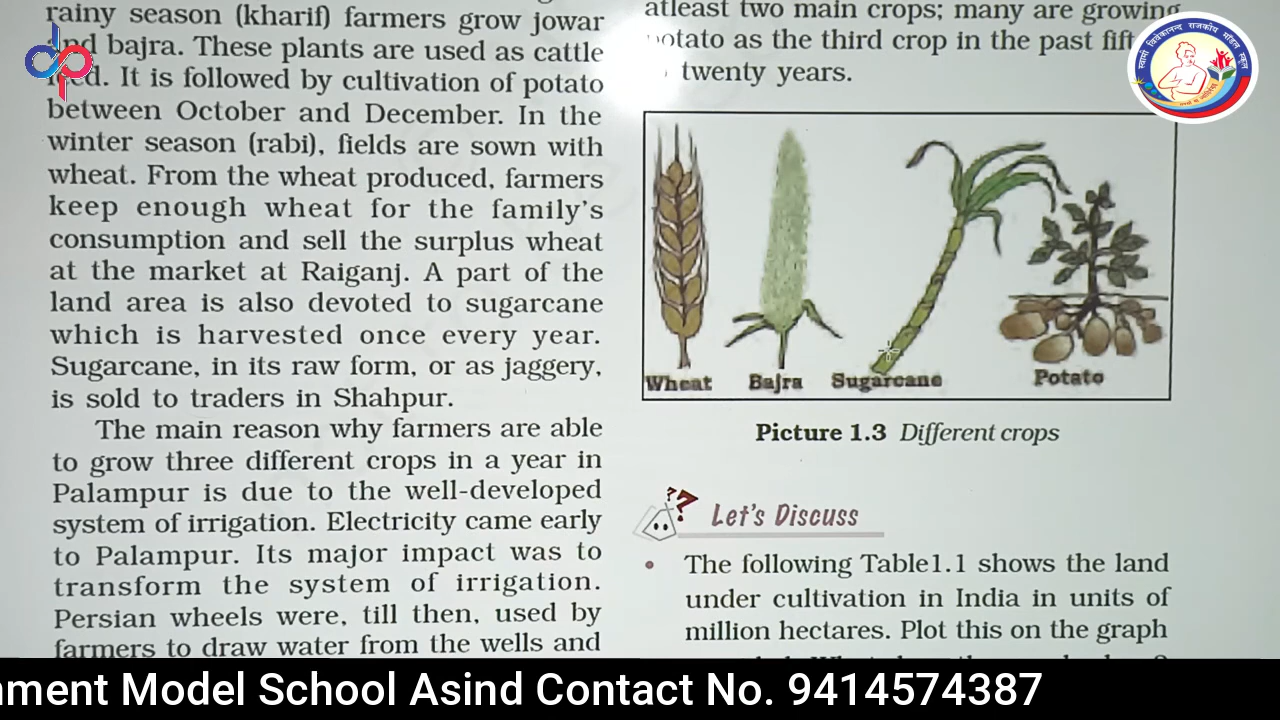 rainy season (kharif) farmers grow jowar
and bajra. These plants are used as cattle
feed. It is followed by cultivation of potato
between October and December. In the
winter season (rabi), fields are sown with
wheat. From the wheat produced, farmers
keep enough wheat for the family's
consumption and sell the surplus wheat
at the market at Raiganj. A part of the
land area is also devoted to sugarcane
which is harvested once every year.
Sugarcane, in its raw form, or as jaggery,
is sold to traders in Shahpur.
The main reason why farmers are able
to grow three different crops in a year in
Palampur is due to the well-developed
system of irrigation. Electricity came early
to Palampur. Its major impact was to
transform the system of irrigation.
Persian wheels were, till then, used by
farmers to draw water from the wells and
atleast two main crops; many are growing
potato as the third crop in the past
twenty years.
Wheat Bajra Sugarcane Potato
Picture 1.3 Different crops
Let's Discuss
• The following Table1.1 shows the land
under cultivation in India in units of
million hectares. Plot this on the graph
dp
स्वामी विवेकानन्द राजकीय मॉडल स्कूल
nment Model School Asind Contact No. 9414574387